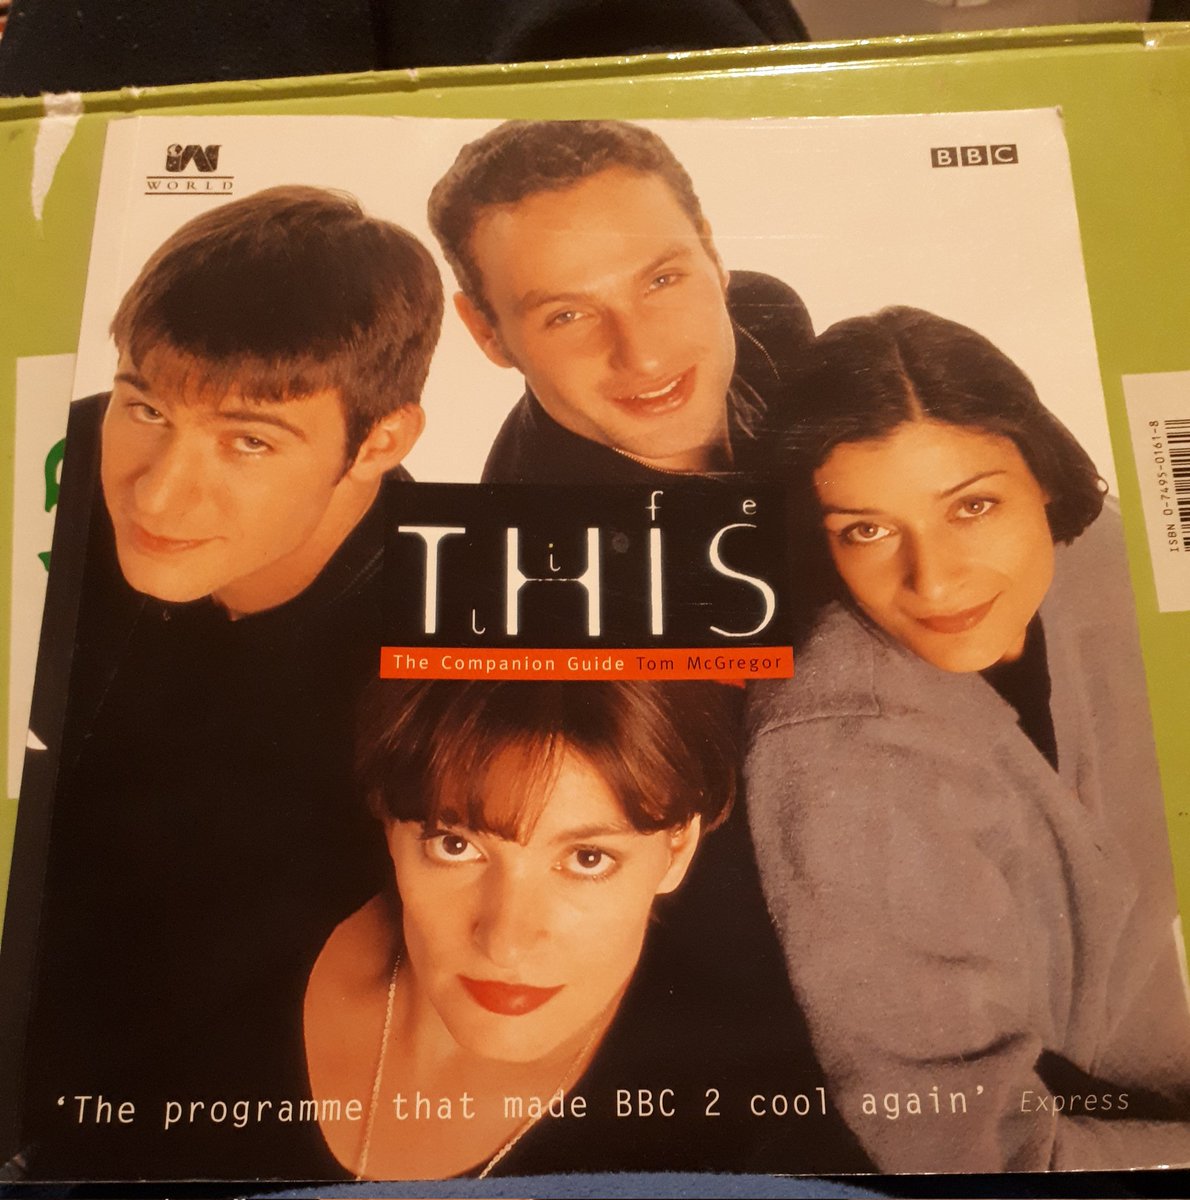 iW
WORLD
BBC
THIS
life
The Companion Guide Tom McGregor
'The programme that made BBC 2 cool again' Express
ISBN 0-7495-0161-8